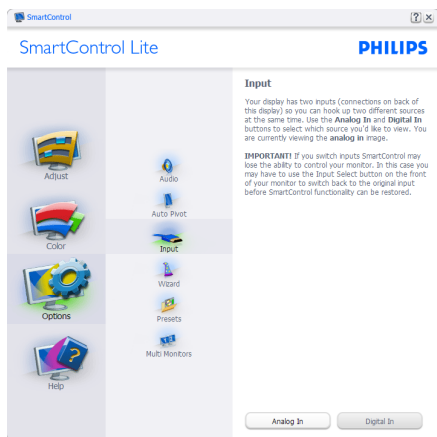 SmartControl
SmartControl Lite
PHILIPS
Adjust
Color
Options
Help
Audio
Auto Pivot
Input
Wizard
Presets
Multi Monitors
Input
Your display has two inputs (connections on back of
this display) so you can hook up two different sources
at the same time. Use the Analog In and Digital In
buttons to select which source you'd like to view. You
are currently viewing the analog in image.
IMPORTANT! If you switch inputs SmartControl may
lose the ability to control your monitor. In this case you
may have to use the Input Select button on the front
of your monitor to switch back to the original input
before SmartControl functionality can be restored.
Analog In
Digital In